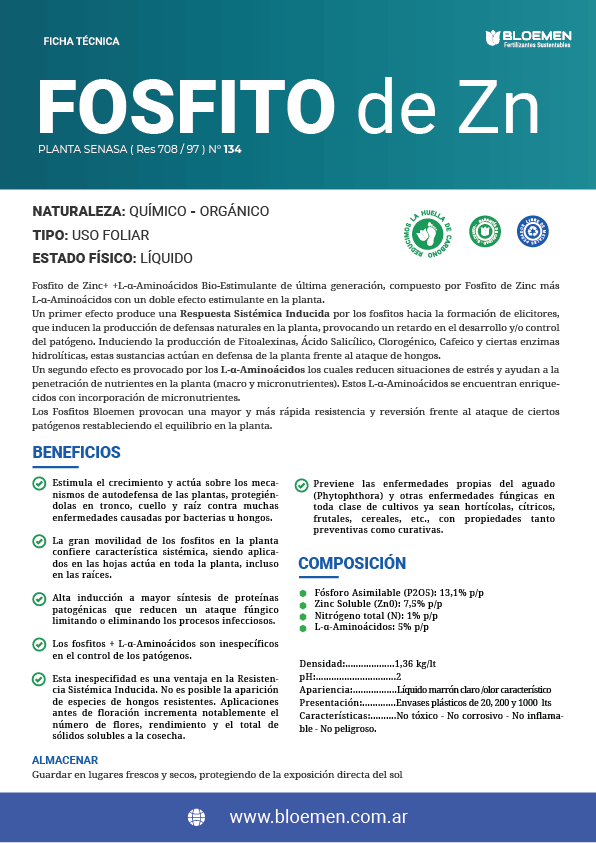 FICHA TÉCNICA
BLOEMEN
Fertilizantes Sustentables
FOSFITO de Zn
PLANTA SENASA ( Res 708 / 97 ) N° 134
NATURALEZA: QUÍMICO - ORGÁNICO
TIPO: USO FOLIAR
ESTADO FÍSICO: LÍQUIDO
REDUCIMOS LA HUELLA DE CARBONO
Fosfito de Zinc+ +L-α-Aminoácidos Bio-Estimulante de última generación, compuesto por Fosfito de Zinc más
L-α-Aminoácidos con un doble efecto estimulante en la planta.
Un primer efecto produce una Respuesta Sistémica Inducida por los fosfitos hacia la formación de elicitores,
que inducen la producción de defensas naturales en la planta, provocando un retardo en el desarrollo y/o control
del patógeno. Induciendo la producción de Fitoalexinas, Ácido Salicílico, Clorogénico, Cafeico y ciertas enzimas
hidrolíticas, estas sustancias actúan en defensa de la planta frente al ataque de hongos.
Un segundo efecto es provocado por los L-α-Aminoácidos los cuales reducen situaciones de estrés y ayudan a la
penetración de nutrientes en la planta (macro y micronutrientes). Estos L-α-Aminoácidos se encuentran enrique-
cidos con incorporación de micronutrientes.
Los Fosfitos Bloemen provocan una mayor y más rápida resistencia y reversión frente al ataque de ciertos
patógenos restableciendo el equilibrio en la planta.
BENEFICIOS
Estimula el crecimiento y actúa sobre los meca-
nismos de autodefensa de las plantas, protegién-
dolas en tronco, cuello y raíz contra muchas
enfermedades causadas por bacterias u hongos.
La gran movilidad de los fosfitos en la planta
confiere característica sistémica, siendo aplica-
dos en las hojas actúa en toda la planta, incluso
en las raíces.
Alta inducción a mayor síntesis de proteínas
patogénicas que reducen un ataque fúngico
limitando o eliminando los procesos infecciosos.
Los fosfitos + L-α-Aminoácidos son inespecíficos
en el control de los patógenos.
Esta inespecifidad es una ventaja en la Resisten-
cia Sistémica Inducida. No es posible la aparición
de especies de hongos resistentes. Aplicaciones
antes de floración incrementa notablemente el
número de flores, rendimiento y el total de
sólidos solubles a la cosecha.
Previene las enfermedades propias del aguado
(Phytophthora) y otras enfermedades fúngicas en
toda clase de cultivos ya sean hortícolas, cítricos,
frutales, cereales, etc., con propiedades tanto
preventivas como curativas.
COMPOSICIÓN
Fósforo Asimilable (P2O5): 13,1% p/p
Zinc Soluble (Zn0): 7,5% p/p
Nitrógeno total (N): 1% p/p
L-α-Aminoácidos: 5% p/p
Densidad:...................1,36 kg/lt
pH:...............................2
Apariencia:.................Líquido marrón claro /olor característico
Presentación:.............Envases plásticos de 20, 200 y 1000 lts
Características:..........No tóxico - No corrosivo - No inflama-
ble - No peligroso.
ALMACENAR
Guardar en lugares frescos y secos, protegiendo de la exposición directa del sol
www.bloemen.com.ar